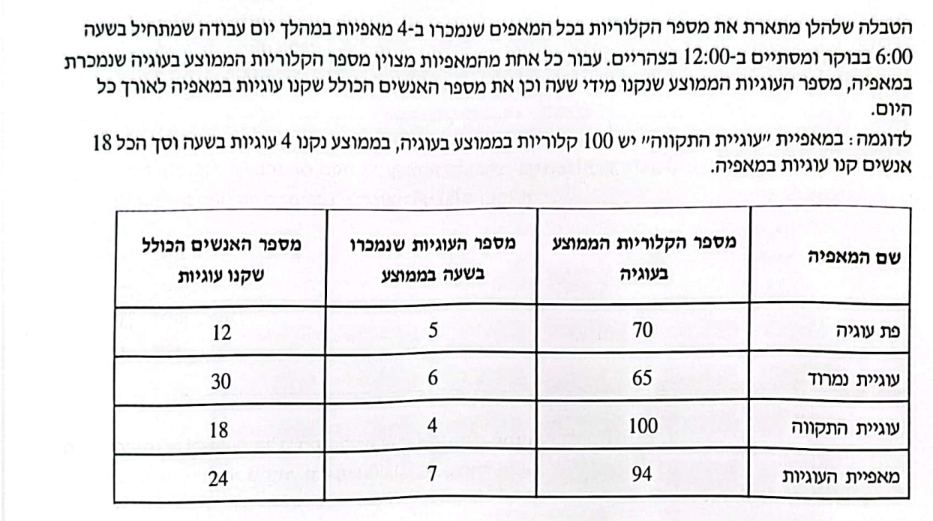 הטבלה שלהלן מתארת את מספר הקלוריות בכל המאפים שנמכרו ב-4 מאפיות במהלך יום עבודה שמתחיל בשעה
6:00 בבוקר ומסתיים ב-12:00 בצהריים. עבור כל אחת מהמאפיות מצוין מספר הקלוריות הממוצע בעוגיה שנמכרת
במאפיה, מספר העוגיות הממוצע שנקנו מידי שעה וכן את מספר האנשים הכולל שקנו עוגיות במאפיה לאורך כל
היום.
לדוגמה: במאפיית "עוגיית התקווה" יש 100 קלוריות בממוצע בעוגיה, בממוצע נקנו 4 עוגיות בשעה וסך הכל 18
אנשים קנו עוגיות במאפיה.
שם המאפיה
מספר הקלוריות הממוצע
בעוגיה
מספר העוגיות שנמכרו
בשעה בממוצע
מספר האנשים הכולל
שקנו עוגיות
פת עוגיה 70 5 12
עוגיית נמרוד 65 6 30
עוגיית התקווה 100 4 18
מאפיית העוגיות 94 7 24